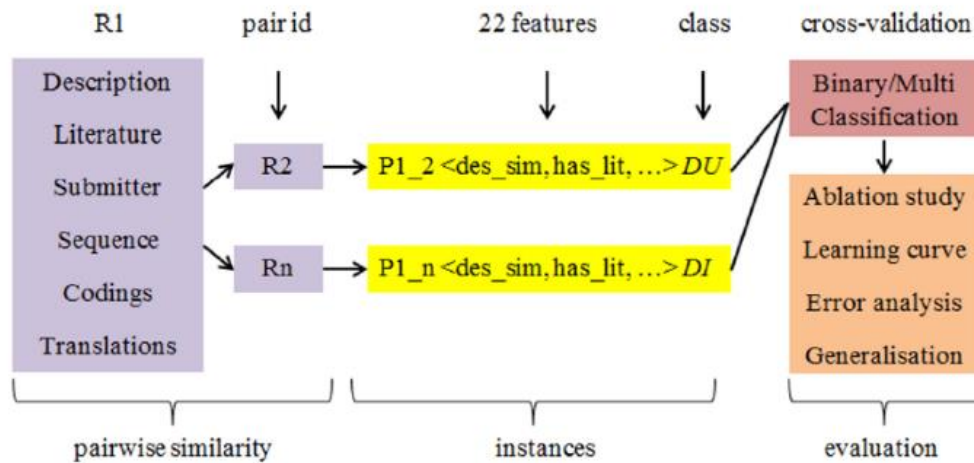 R1 pair id 22 features class cross-validation
Description
Literature
Submitter
Sequence
Codings
Translations
R2
Rn
P1_2 <des_sim, has_lit, ...> DU
P1_n <des_sim, has_lit, ...> DI
Binary/Multi
Classification
Ablation study
Learning curve
Error analysis
Generalisation
pairwise similarity instances evaluation